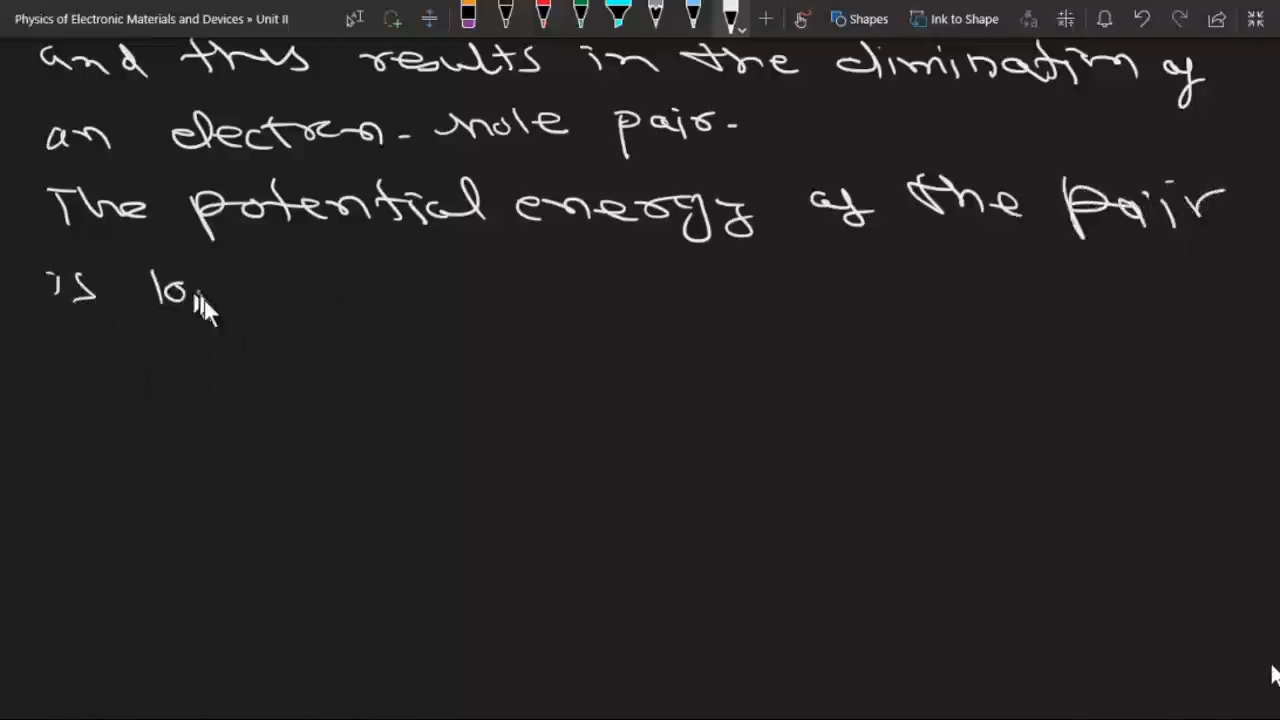 Physics of Electronic Materials and Devices » Unit II
Shapes
Ink to Shape
and this results in the elimination of
an electron-hole pair.
The potential energy of the pair
is lo